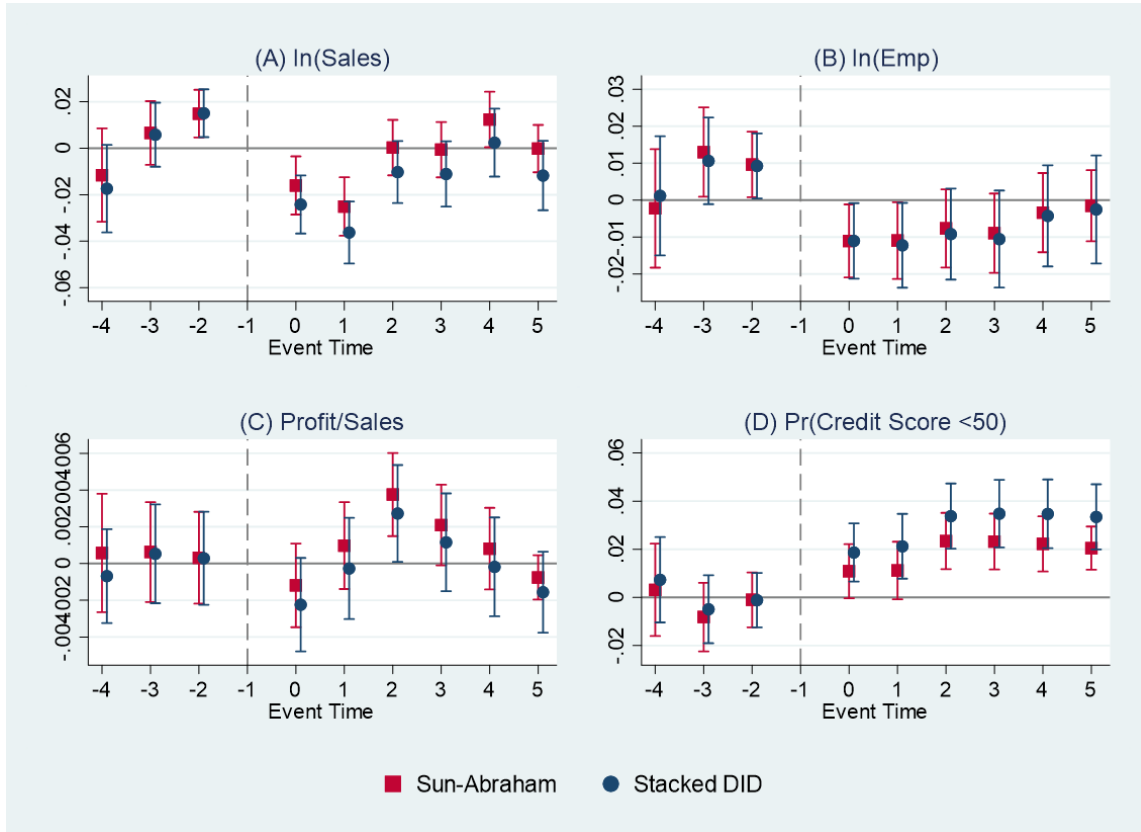 (A) ln(Sales)
.02
0
-.02
-.04
-.06
-4 -3 -2 -1 0 1 2 3 4 5
Event Time
(B) ln(Emp)
.03
.02
.01
0
-.02-.01
-4 -3 -2 -1 0 1 2 3 4 5
Event Time
(C) Profit/Sales
.002004006
0
-.004002
-4 -3 -2 -1 0 1 2 3 4 5
Event Time
(D) Pr(Credit Score <50)
.06
.04
.02
0
.02
-4 -3 -2 -1 0 1 2 3 4 5
Event Time
Sun-Abraham Stacked DID